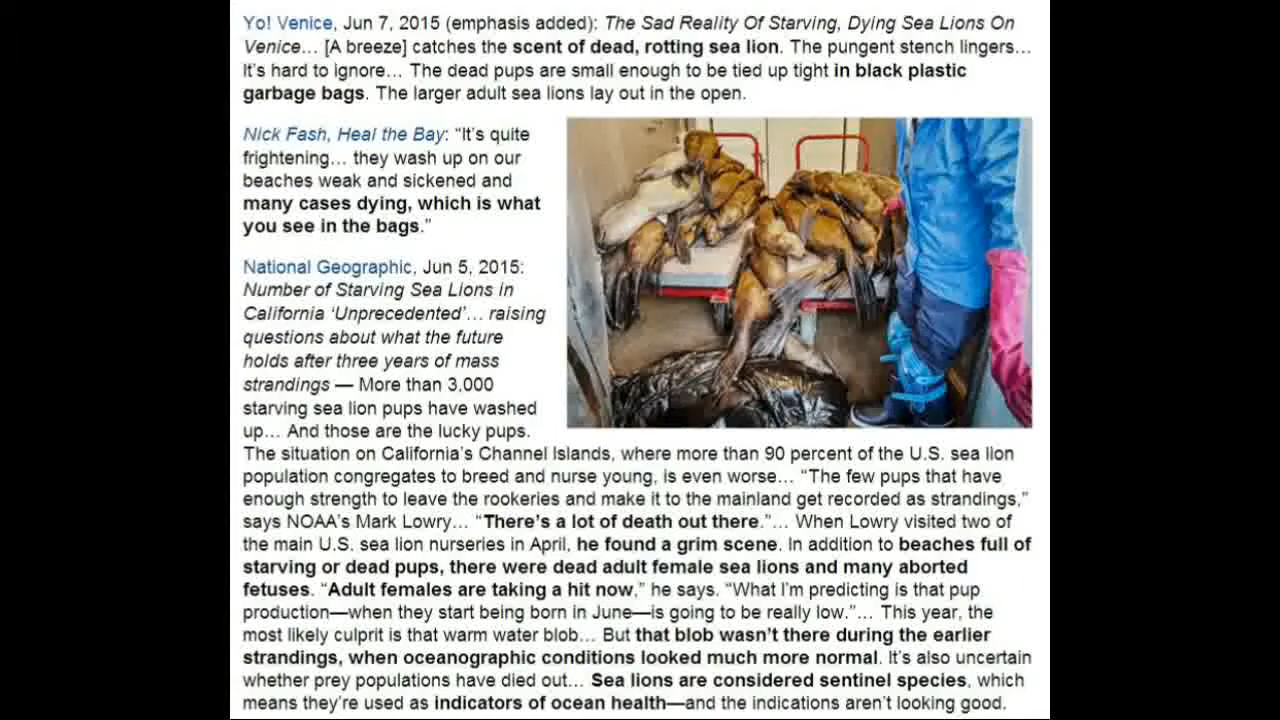 Yo! Venice, Jun 7, 2015 (emphasis added): The Sad Reality Of Starving, Dying Sea Lions On
Venice… [A breeze] catches the scent of dead, rotting sea lion. The pungent stench lingers…
It's hard to ignore… The dead pups are small enough to be tied up tight in black plastic
garbage bags. The larger adult sea lions lay out in the open.
Nick Fash, Heal the Bay: “It's quite
frightening… they wash up on our
beaches weak and sickened and
many cases dying, which is what
you see in the bags.”
National Geographic, Jun 5, 2015:
Number of Starving Sea Lions in
California ‘Unprecedented’… raising
questions about what the future
holds after three years of mass
strandings — More than 3,000
starving sea lion pups have washed
up… And those are the lucky pups.
The situation on California's Channel Islands, where more than 90 percent of the U.S. sea lion
population congregates to breed and nurse young, is even worse… “The few pups that have
enough strength to leave the rookeries and make it to the mainland get recorded as strandings,”
says NOAA's Mark Lowry… “There's a lot of death out there.”… When Lowry visited two of
the main U.S. sea lion nurseries in April, he found a grim scene. In addition to beaches full of
starving or dead pups, there were dead adult female sea lions and many aborted
fetuses. “Adult females are taking a hit now,” he says. “What I'm predicting is that pup
production—when they start being born in June—is going to be really low.”… This year, the
most likely culprit is that warm water blob… But that blob wasn't there during the earlier
strandings, when oceanographic conditions looked much more normal. It's also uncertain
whether prey populations have died out… Sea lions are considered sentinel species, which
means they're used as indicators of ocean health—and the indications aren't looking good.